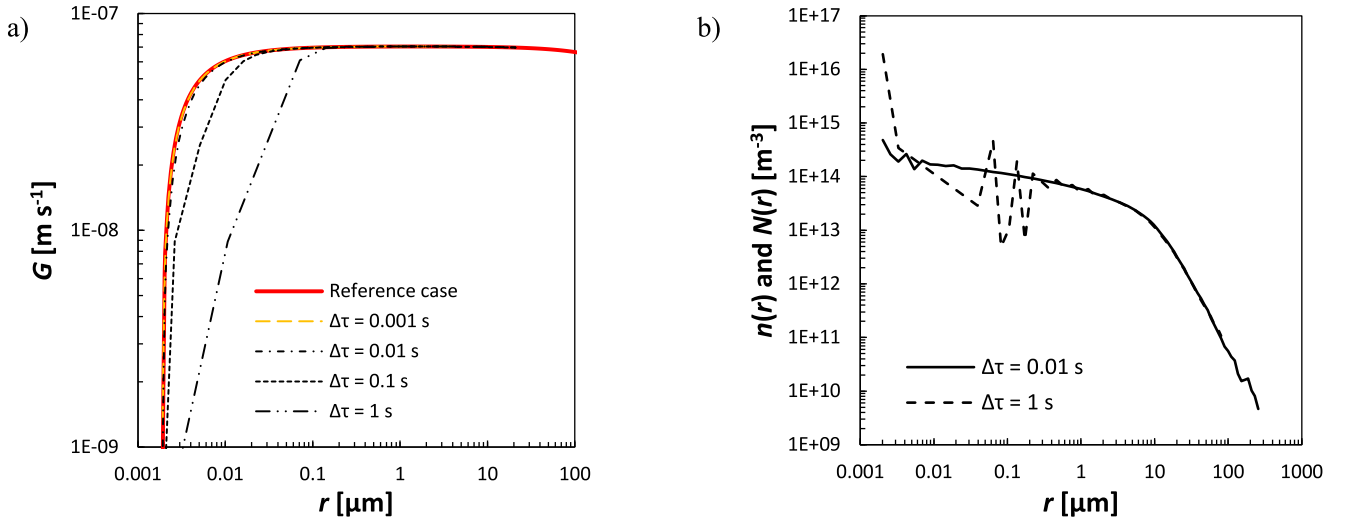 a)
1E-07
1E-08
1E-09
G [m s⁻¹]
Reference case
Δτ = 0.001 s
Δτ = 0.01 s
Δτ = 0.1 s
Δτ = 1 s
0.001 0.01 0.1 1 10 100
r [µm]
b)
1E+17
1E+16
1E+15
1E+14
1E+13
1E+12
1E+11
1E+10
1E+09
n(r) and N(r) [m⁻³]
Δτ = 0.01 s
Δτ = 1 s
0.001 0.01 0.1 1 10 100 1000
r [µm]